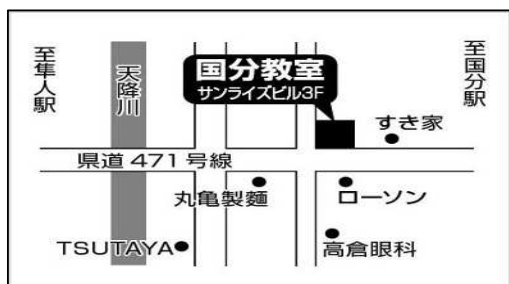 至隼人駅
天降川
国分教室
サンライズビル3F
至国分駅
すき家
県道471号線
丸亀製麵
ローソン
TSUTAYA
高倉眼科